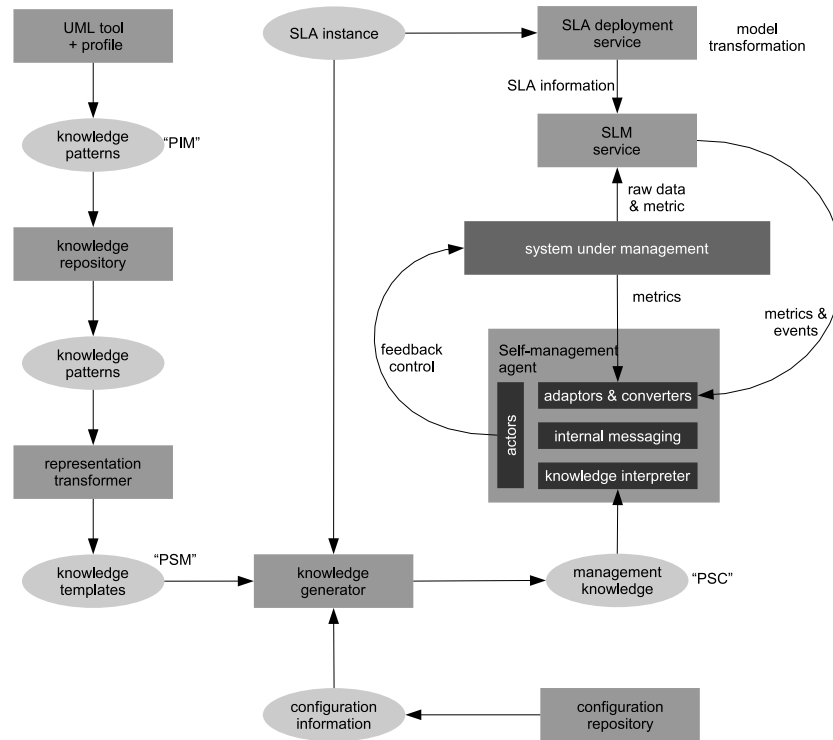 UML tool
+ profile
SLA instance
SLA deployment
service
model
transformation
SLA information
knowledge
patterns
“PIM”
SLM
service
raw data
& metric
knowledge
repository
system under management
metrics
metrics &
events
knowledge
patterns
feedback
control
Self-management
agent
actors
adaptors & converters
internal messaging
knowledge interpreter
representation
transformer
knowledge
templates
“PSM”
knowledge
generator
management
knowledge
“PSC”
configuration
information
configuration
repository